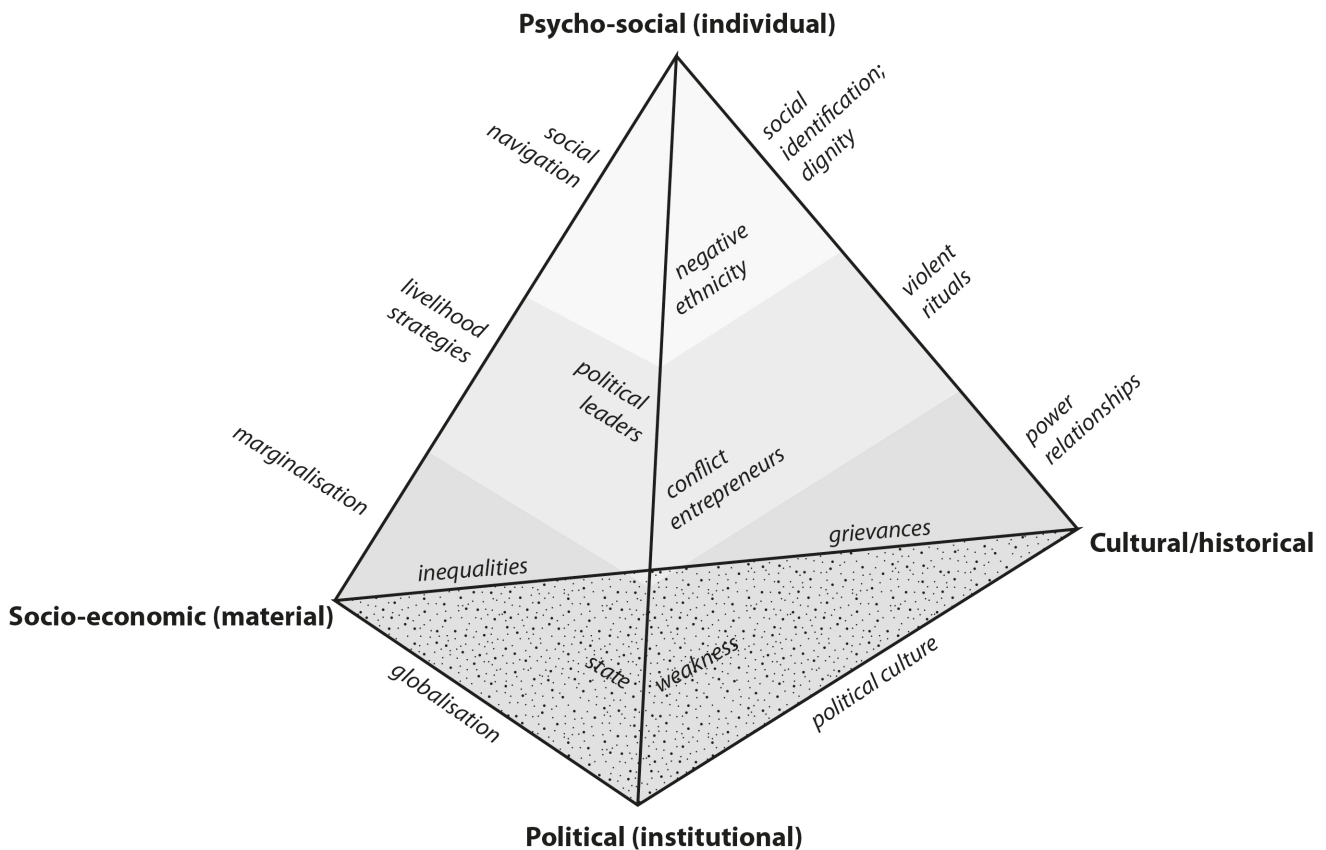 Psycho-social (individual)
social
navigation
social
identification;
dignity
negative
ethnicity
violent
rituals
livelihood
strategies
political
leaders
power
relationships
marginalisation
conflict
entrepreneurs
grievances
Cultural/historical
inequalities
Socio-economic (material)
state weakness
globalisation
political culture
Political (institutional)